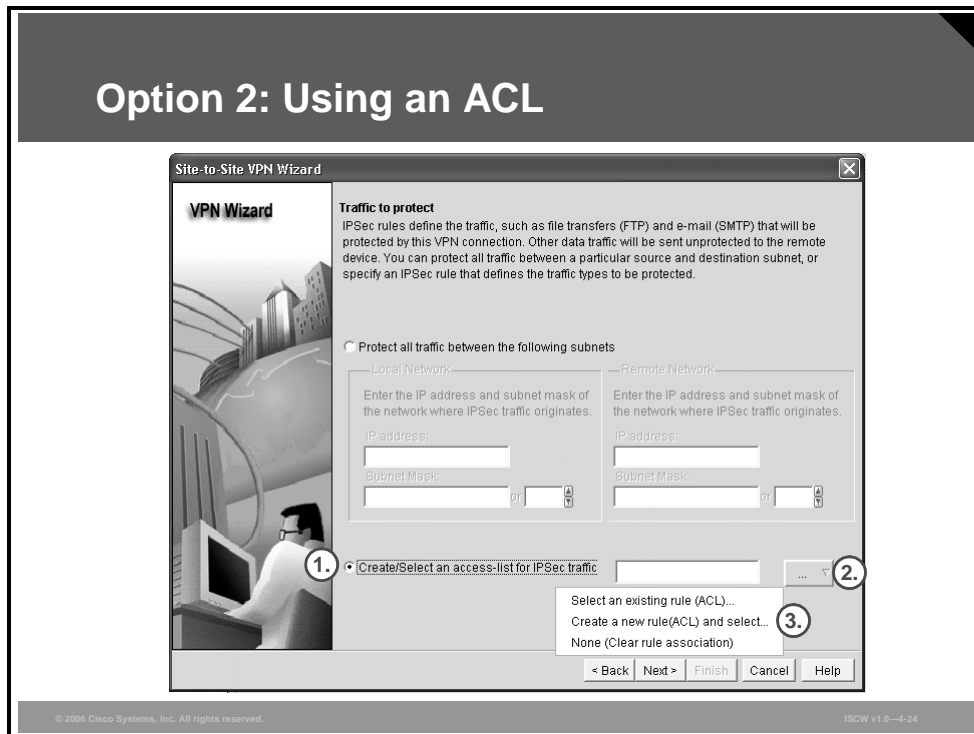 Option 2: Using an ACL
Site-to-Site VPN Wizard
VPN Wizard
Traffic to protect
IPSec rules define the traffic, such as file transfers (FTP) and e-mail (SMTP) that will be
protected by this VPN connection. Other data traffic will be sent unprotected to the remote
device. You can protect all traffic between a particular source and destination subnet, or
specify an IPSec rule that defines the traffic types to be protected.
Protect all traffic between the following subnets
Local Network
Enter the IP address and subnet mask of
the network where IPSec traffic originates.
IP address:
Subnet Mask:
or
Remote Network
Enter the IP address and subnet mask of
the network where IPSec traffic originates.
IP address:
Subnet Mask:
or
1.
Create/Select an access-list for IPSec traffic
...
2.
Select an existing rule (ACL)...
Create a new rule(ACL) and select...
3.
None (Clear rule association)
< Back Next > Finish Cancel Help
© 2006 Cisco Systems, Inc. All rights reserved.
ISCW v1.0—4-24